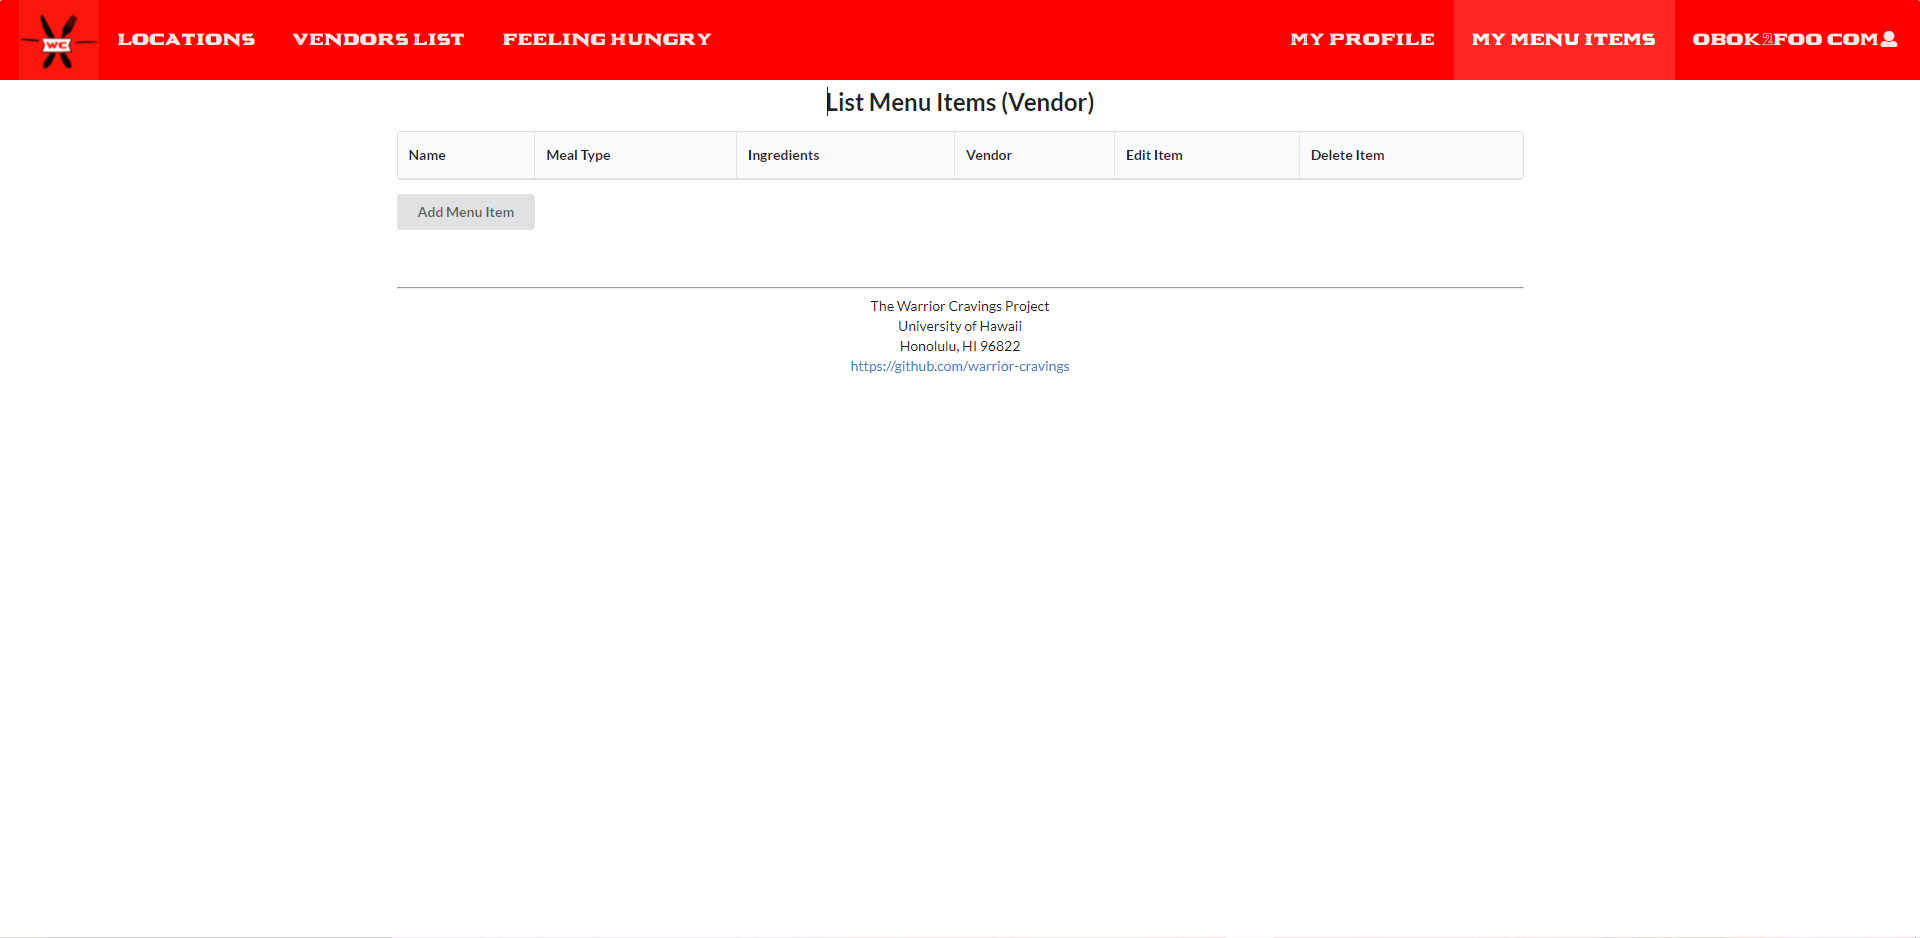 WC LOCATIONS VENDORS LIST FEELING HUNGRY MY PROFILE MY MENU ITEMS OBOK2FOO COM
List Menu Items (Vendor)
Name Meal Type Ingredients Vendor Edit Item Delete Item
Add Menu Item
The Warrior Cravings Project
University of Hawaii
Honolulu, HI 96822
https://github.com/warrior-cravings